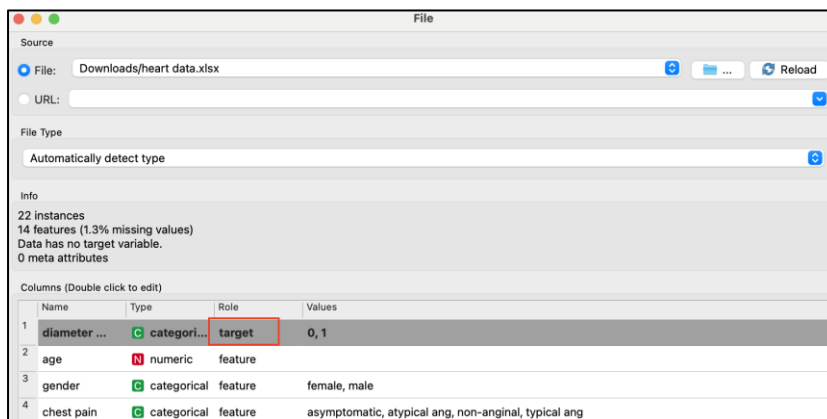 File
Source
File: Downloads/heart data.xlsx ... Reload
URL:
File Type
Automatically detect type
Info
22 instances
14 features (1.3% missing values)
Data has no target variable.
0 meta attributes
Columns (Double click to edit)
Name Type Role Values
1 diameter ... C categori... target 0, 1
2 age N numeric feature
3 gender C categorical feature female, male
4 chest pain C categorical feature asymptomatic, atypical ang, non-anginal, typical ang